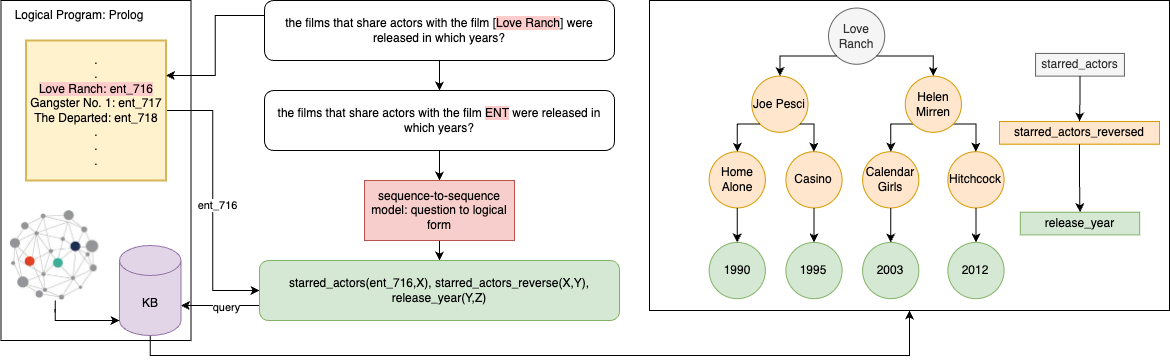 Logical Program: Prolog
.
.
Love Ranch: ent_716
Gangster No. 1: ent_717
The Departed: ent_718
.
.
.
ent_716
KB
the films that share actors with the film [Love Ranch] were
released in which years?
the films that share actors with the film ENT were released in
which years?
sequence-to-sequence
model: question to logical
form
starred_actors(ent_716,X), starred_actors_reverse(X,Y),
release_year(Y,Z)
query
Love
Ranch
Joe Pesci
Helen
Mirren
Home
Alone
Casino
Calendar
Girls
Hitchcock
1990
1995
2003
2012
starred_actors
starred_actors_reversed
release_year